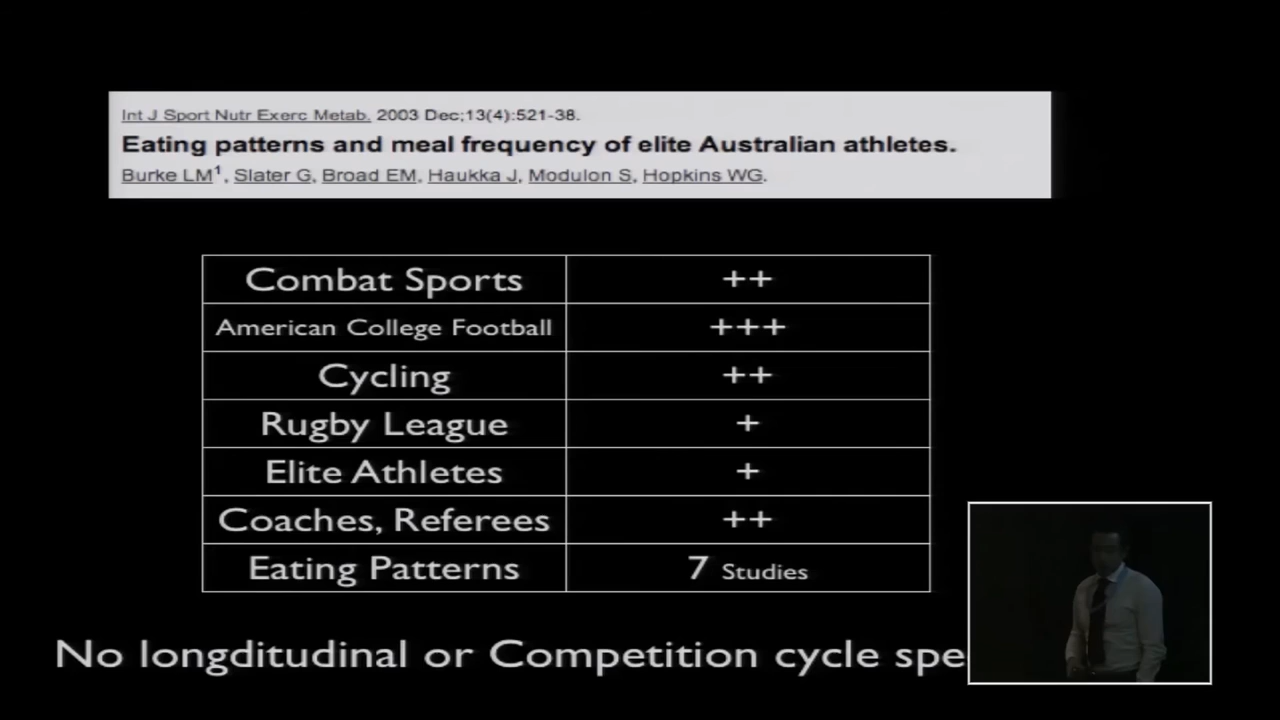 Int J Sport Nutr Exerc Metab. 2003 Dec;13(4):521-38.
Eating patterns and meal frequency of elite Australian athletes.
Burke LM1, Slater G, Broad EM, Haukka J, Modulon S, Hopkins WG.
Combat Sports ++
American College Football +++
Cycling ++
Rugby League +
Elite Athletes +
Coaches, Referees ++
Eating Patterns 7 Studies
No longditudinal or Competition cycle